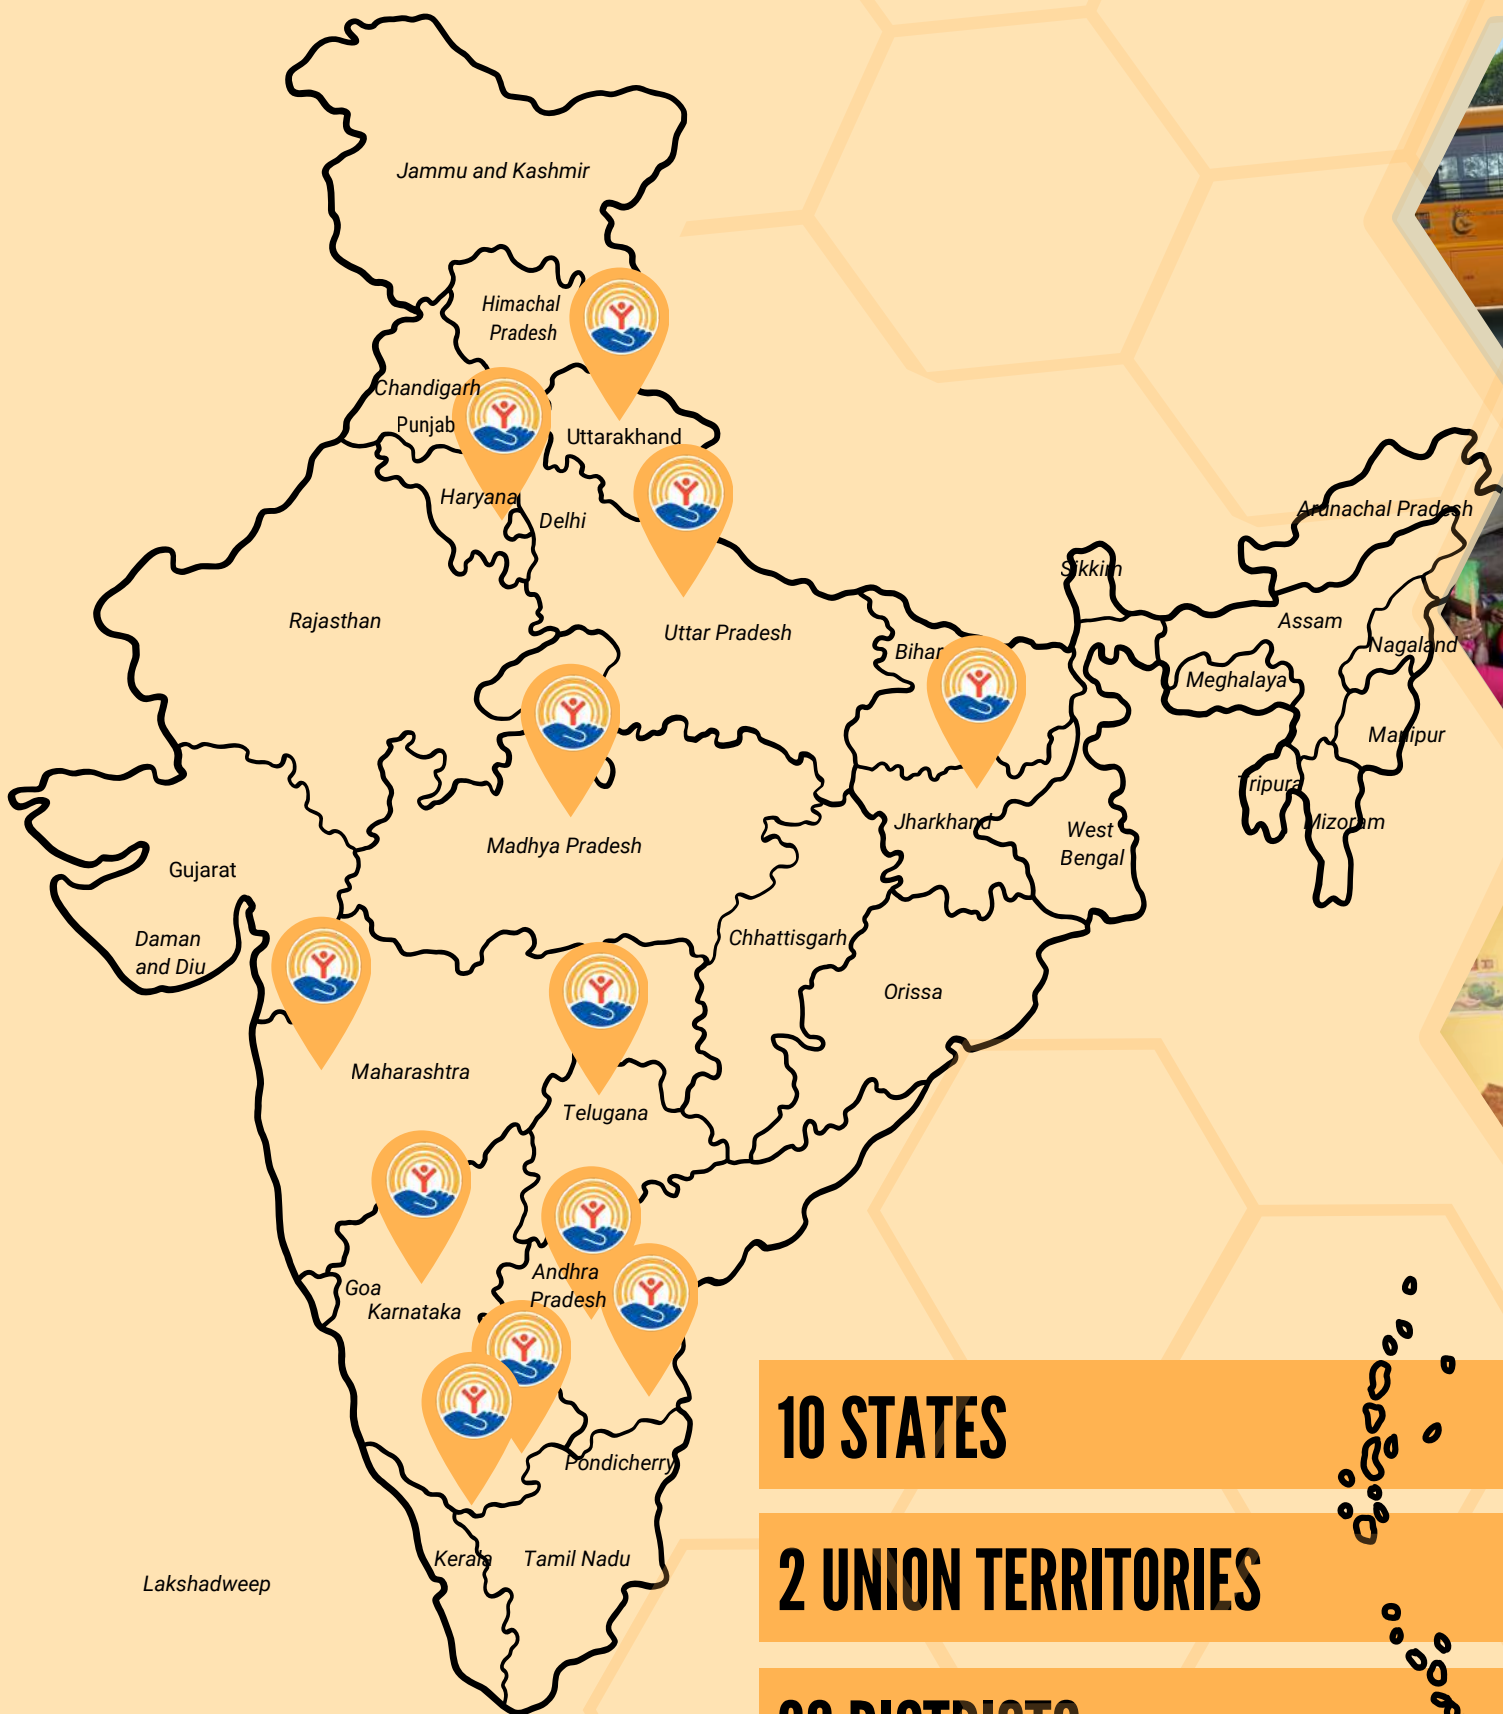 Jammu and Kashmir
Himachal
Pradesh
Chandigarh
Punjab
Uttarakhand
Haryana
Delhi
Arunachal Pradesh
Sikkim
Rajasthan
Uttar Pradesh
Bihar
Assam
Nagaland
Meghalaya
Manipur
Tripura
Mizoram
Jharkhand
West
Bengal
Madhya Pradesh
Gujarat
Daman
and Diu
Chhattisgarh
Orissa
Maharashtra
Telugana
Andhra
Pradesh
Goa
Karnataka
Pondicherry
Kerala
Tamil Nadu
Lakshadweep
10 STATES
2 UNION TERRITORIES
DISTRICTS